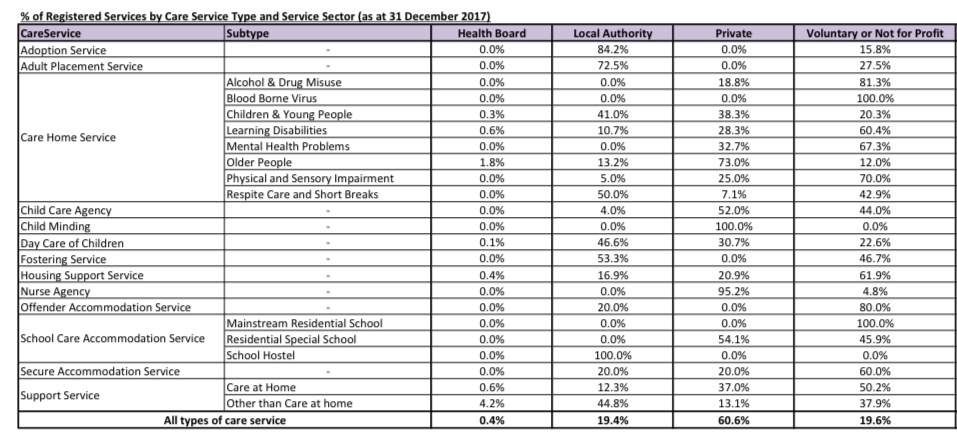 % of Registered Services by Care Service Type and Service Sector (as at 31 December 2017)
CareService Subtype Health Board Local Authority Private Voluntary or Not for Profit
Adoption Service - 0.0% 84.2% 0.0% 15.8%
Adult Placement Service - 0.0% 72.5% 0.0% 27.5%
Care Home Service
Alcohol & Drug Misuse 0.0% 0.0% 18.8% 81.3%
Blood Borne Virus 0.0% 0.0% 0.0% 100.0%
Children & Young People 0.3% 41.0% 38.3% 20.3%
Learning Disabilities 0.6% 10.7% 28.3% 60.4%
Mental Health Problems 0.0% 0.0% 32.7% 67.3%
Older People 1.8% 13.2% 73.0% 12.0%
Physical and Sensory Impairment 0.0% 5.0% 25.0% 70.0%
Respite Care and Short Breaks 0.0% 50.0% 7.1% 42.9%
Child Care Agency - 0.0% 4.0% 52.0% 44.0%
Child Minding - 0.0% 0.0% 100.0% 0.0%
Day Care of Children - 0.1% 46.6% 30.7% 22.6%
Fostering Service - 0.0% 53.3% 0.0% 46.7%
Housing Support Service - 0.4% 16.9% 20.9% 61.9%
Nurse Agency - 0.0% 0.0% 95.2% 4.8%
Offender Accommodation Service - 0.0% 20.0% 0.0% 80.0%
School Care Accommodation Service
Mainstream Residential School 0.0% 0.0% 0.0% 100.0%
Residential Special School 0.0% 0.0% 54.1% 45.9%
School Hostel 0.0% 100.0% 0.0% 0.0%
Secure Accommodation Service - 0.0% 20.0% 20.0% 60.0%
Support Service
Care at Home 0.6% 12.3% 37.0% 50.2%
Other than Care at home 4.2% 44.8% 13.1% 37.9%
All types of care service 0.4% 19.4% 60.6% 19.6%